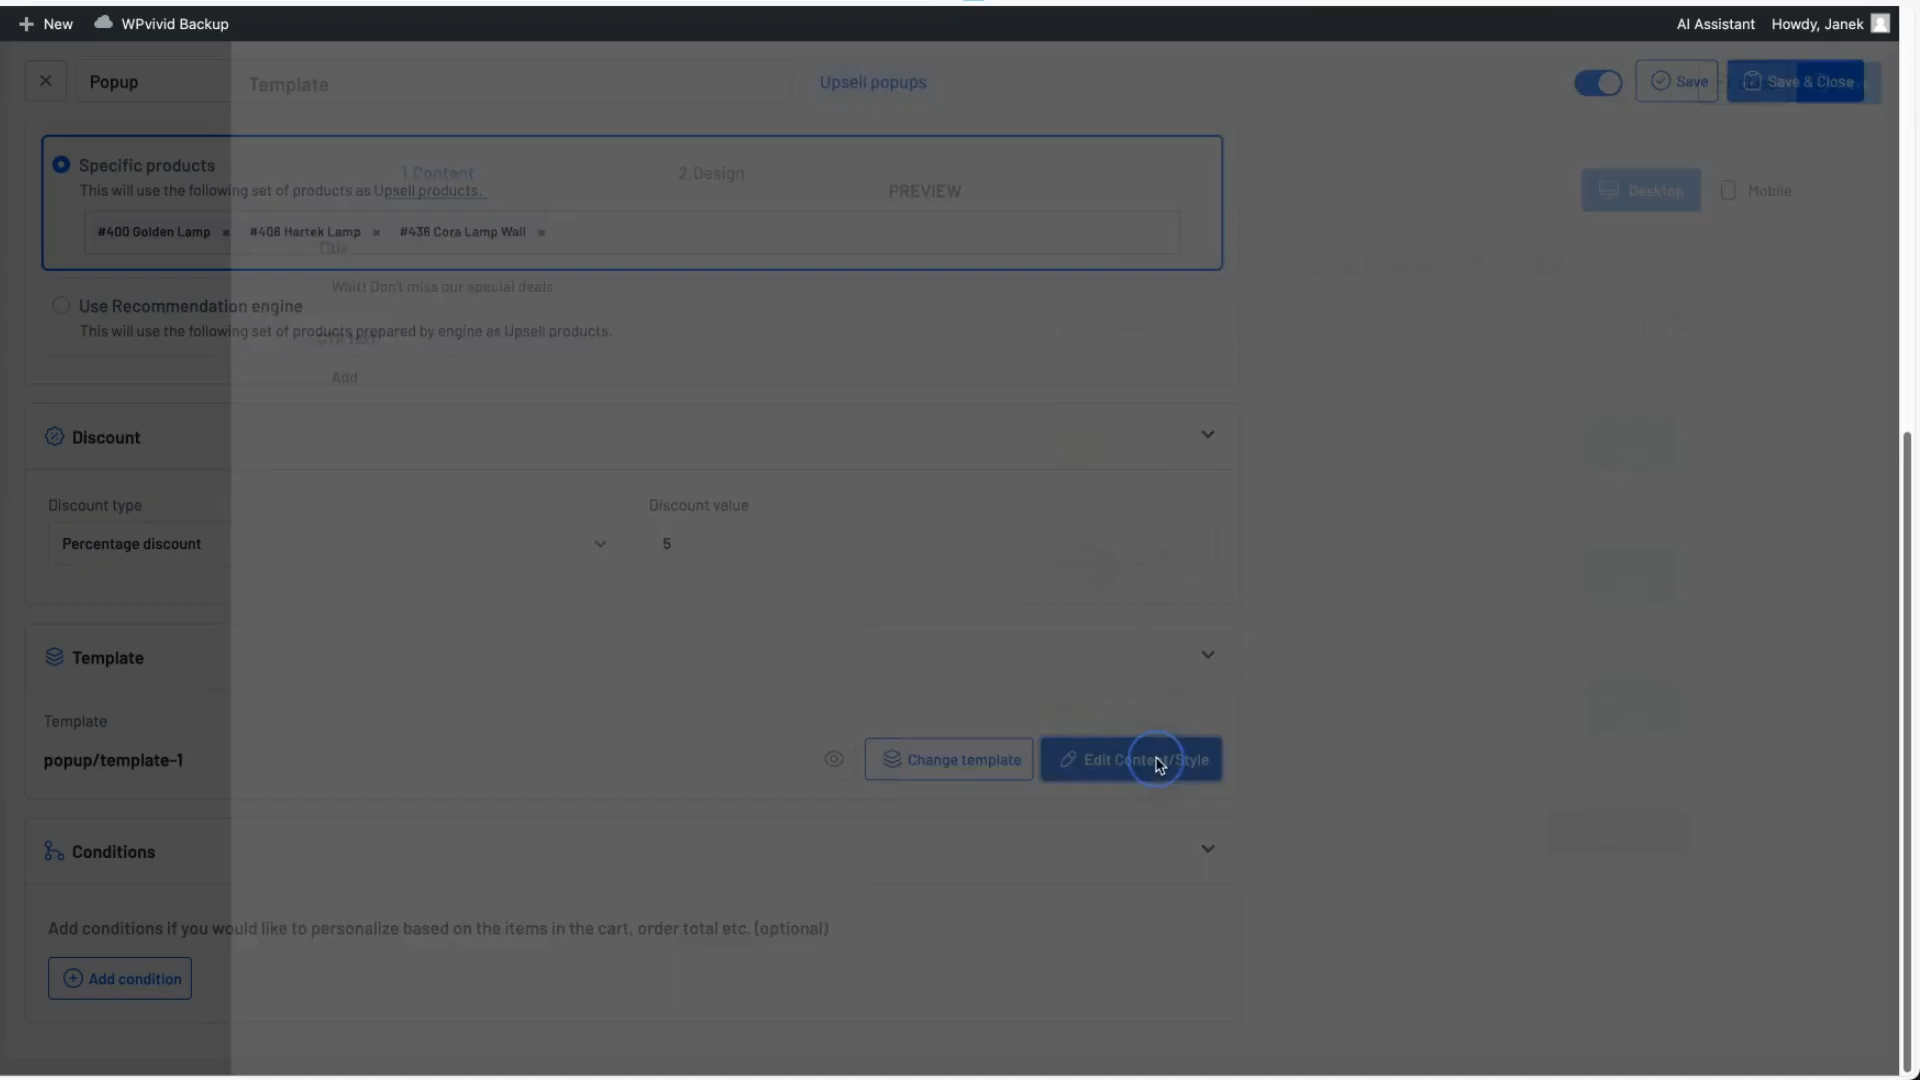 New WPvivid Backup AI Assistant Howdy, Janek
Popup Template Upsell popups Save Save & Close
Specific products
1 Content 2.Design
This will use the following set of products as Upsell products.
PREVIEW Desktop Mobile
#400 Golden Lamp × #406 Hartek Lamp × #436 Cora Lamp Wall ×
Title
Wait! Don't miss our special deals
Use Recommendation engine
This will use the following set of products prepared by engine as Upsell products.
Add
Discount
Discount type Discount value
Percentage discount 5
Template
Template
popup/template-1 Change template Edit Content/Style
Conditions
Add conditions if you would like to personalize based on the items in the cart, order total etc. (optional)
Add condition